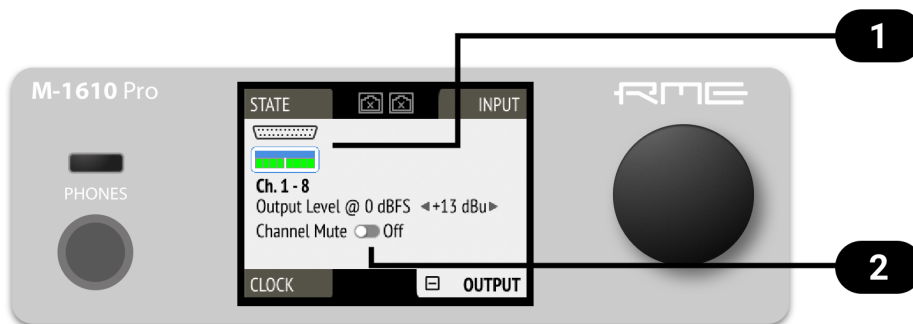 1
M-1610 Pro
RME
STATE
INPUT
PHONES
Ch. 1 - 8
Output Level @ 0 dBFS ◀+13 dBu▶
Channel Mute Off
CLOCK
OUTPUT
2